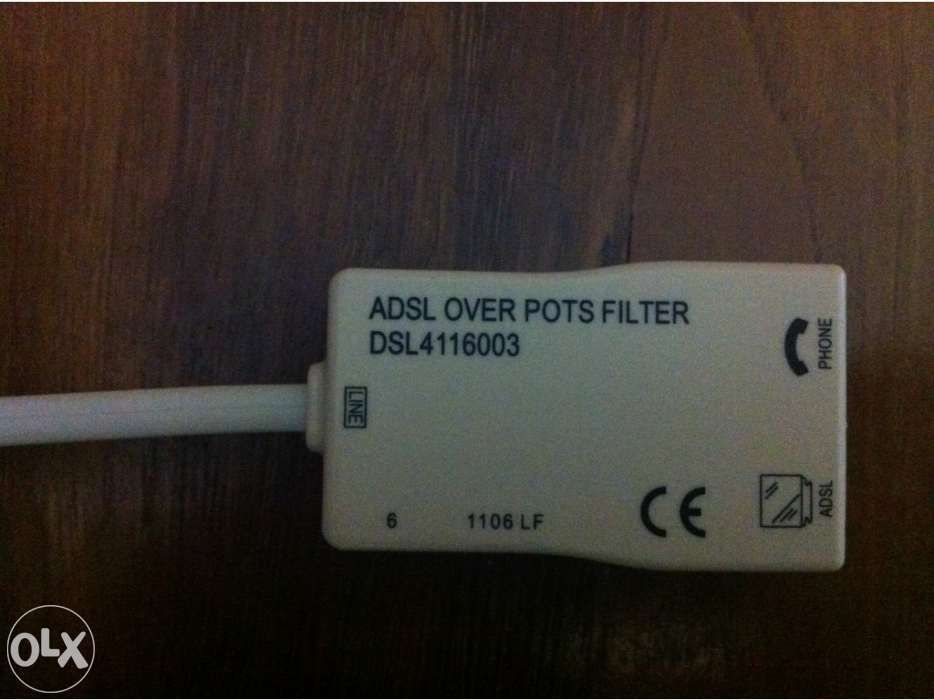 ADSL OVER POTS FILTER
DSL4116003
PHONE
LINE
ADSL
6
1106 LF
CE
OLX